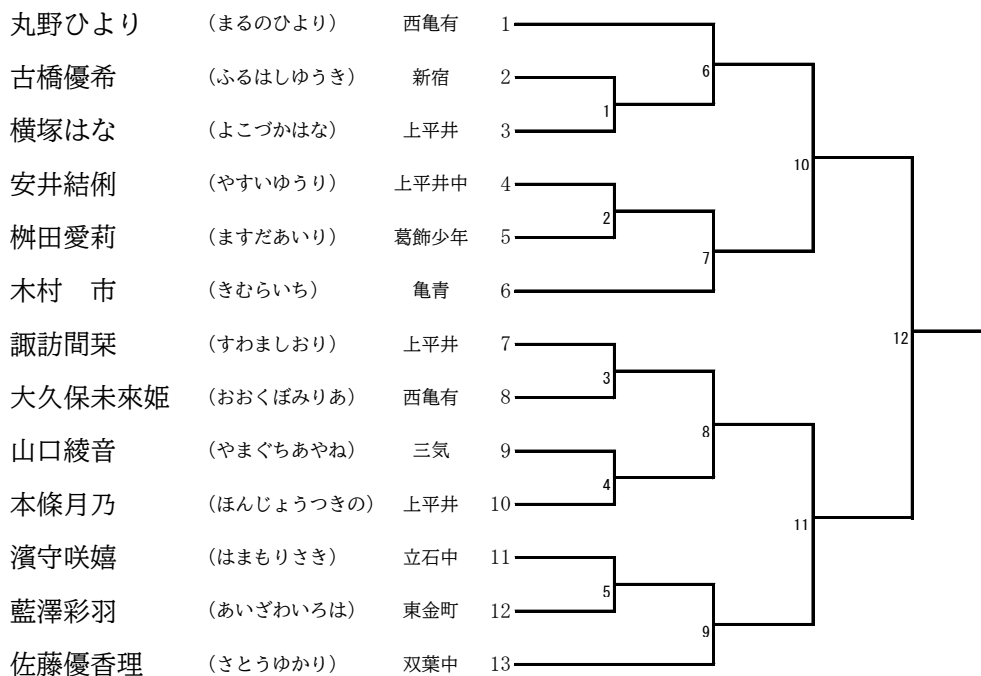 丸野ひより （まるのひより） 西亀有 1
古橋優希 （ふるはしゆうき） 新宿 2
横塚はな （よこづかはな） 上平井 3
安井結俐 （やすいゆうり） 上平井中 4
桝田愛莉 （ますだあいり） 葛飾少年 5
木村　市 （きむらいち） 亀青 6
諏訪間栞 （すわましおり） 上平井 7
大久保未來姫 （おおくぼみりあ） 西亀有 8
山口綾音 （やまぐちあやね） 三気 9
本條月乃 （ほんじょうつきの） 上平井 10
濱守咲嬉 （はまもりさき） 立石中 11
藍澤彩羽 （あいざわいろは） 東金町 12
佐藤優香理 （さとうゆかり） 双葉中 13
1
2
3
4
5
6
7
8
9
10
11
12